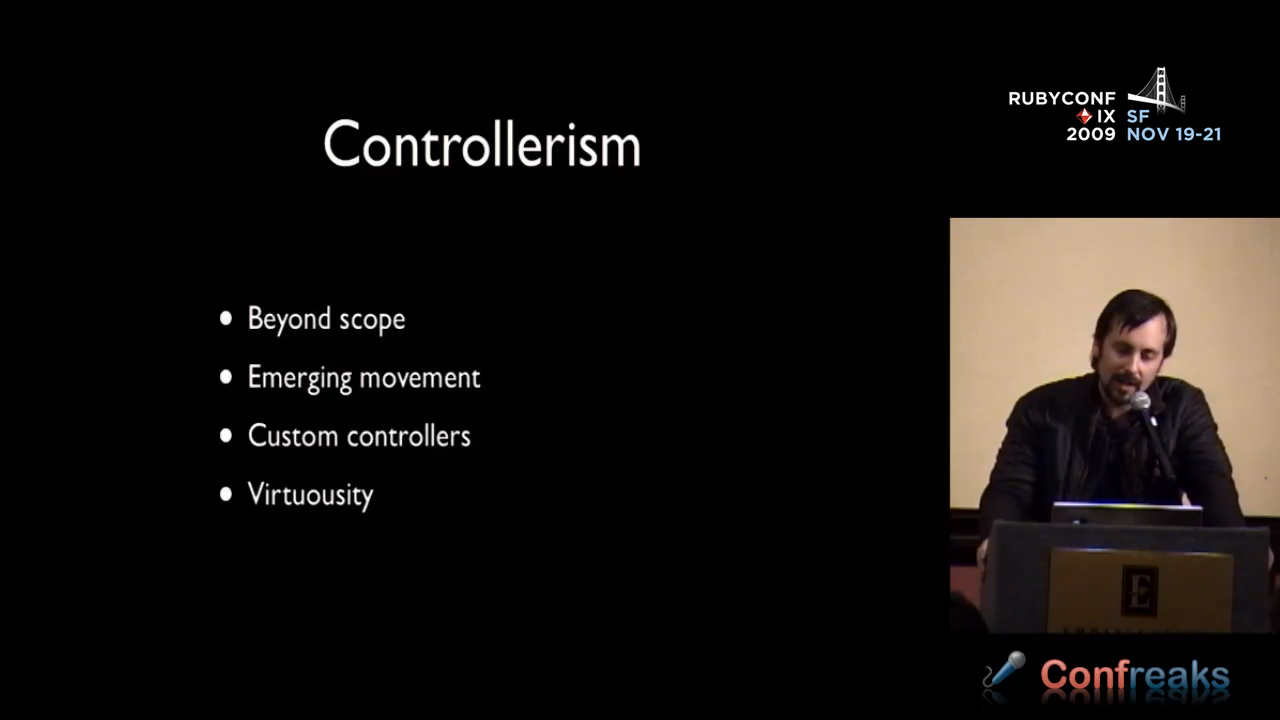 Controllerism
• Beyond scope
• Emerging movement
• Custom controllers
• Virtuousity
RUBYCONF
IX SF
2009 NOV 19-21
E
Confreaks